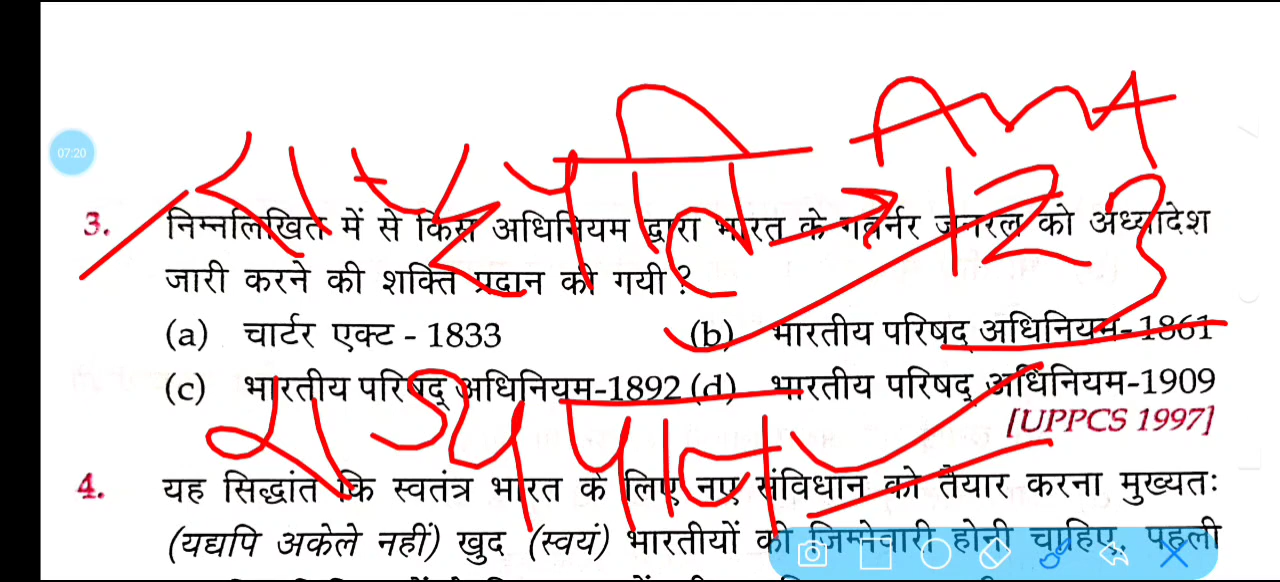 07:20
राष्ट्रपति → Art
123
3. निम्नलिखित में से किस अधिनियम द्वारा भारत के गवर्नर जनरल को अध्यादेश
जारी करने की शक्ति प्रदान की गयी ?
(a) चार्टर एक्ट - 1833 (b) भारतीय परिषद् अधिनियम-1861
(c) भारतीय परिषद् अधिनियम-1892 (d) भारतीय परिषद् अधिनियम-1909
[UPPCS 1997]
राज्यपाल
4. यह सिद्धांत कि स्वतंत्र भारत के लिए नए संविधान को तैयार करना मुख्यतः
(यद्यपि अकेले नहीं) खुद (स्वयं) भारतीयों की जिम्मेवारी होनी चाहिए, पहली